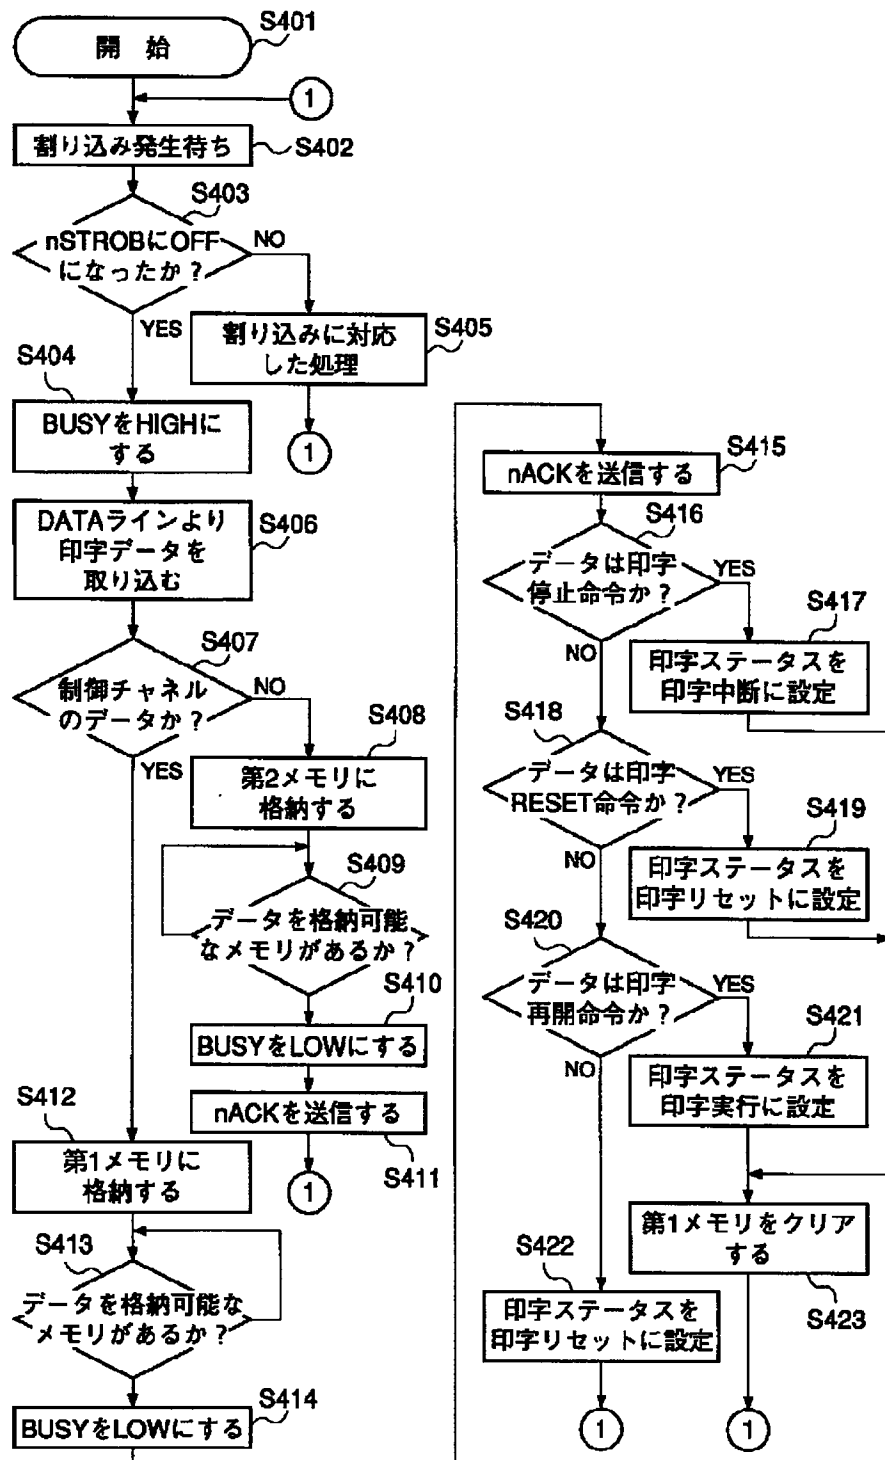 S401
開 始
1
割り込み発生待ち
S402
S403
nSTROBにOFF
になったか?
NO
YES
S405
割り込みに対応
した処理
1
S404
BUSYをHIGHに
する
S406
DATAラインより
印字データを
取り込む
S407
制御チャネル
のデータか?
NO
YES
S408
第2メモリに
格納する
S409
データを格納可能
なメモリがあるか?
S410
BUSYをLOWにする
nACKを送信する
S411
1
S412
第1メモリに
格納する
S413
データを格納可能な
メモリがあるか?
S414
BUSYをLOWにする
S415
nACKを送信する
S416
データは印字
停止命令か?
YES
NO
S417
印字ステータスを
印字中断に設定
S418
データは印字
RESET命令か?
YES
NO
S419
印字ステータスを
印字リセットに設定
S420
データは印字
再開命令か?
YES
NO
S421
印字ステータスを
印字実行に設定
第1メモリをクリア
する
S423
S422
印字ステータスを
印字リセットに設定
1
1